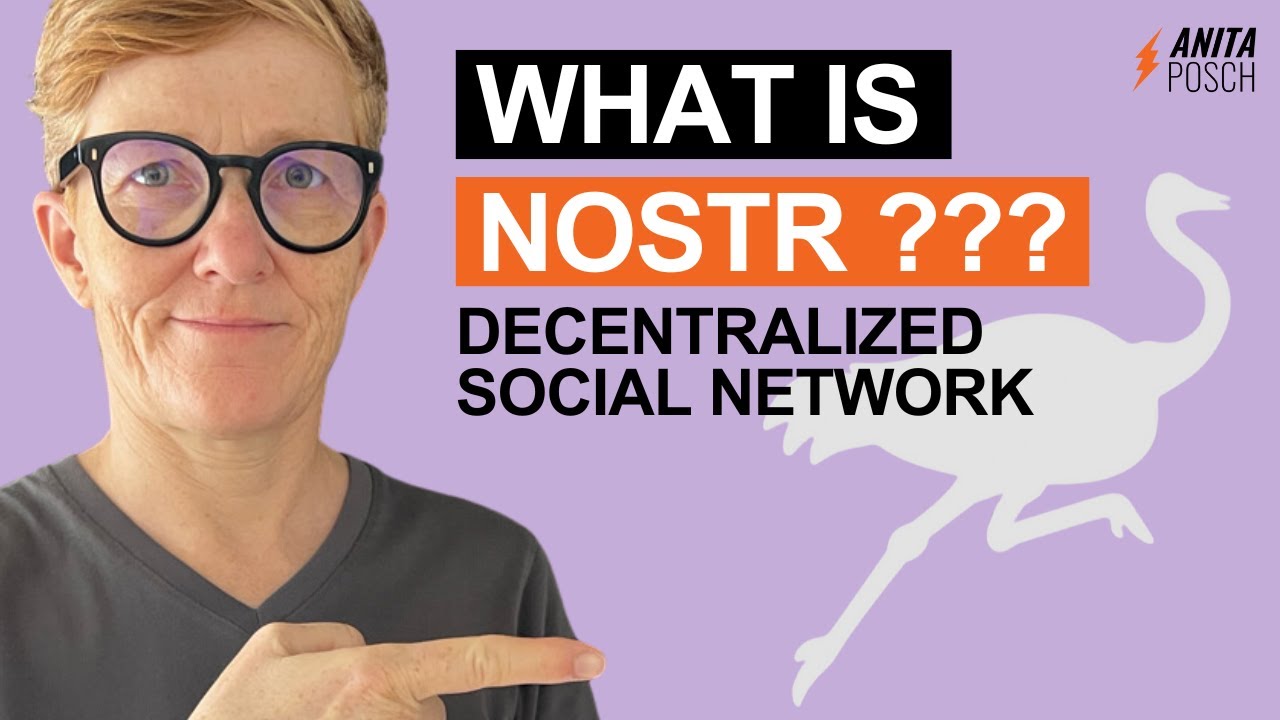 WHAT IS
NOSTR ???
DECENTRALIZED
SOCIAL NETWORK
ANITA
POSCH